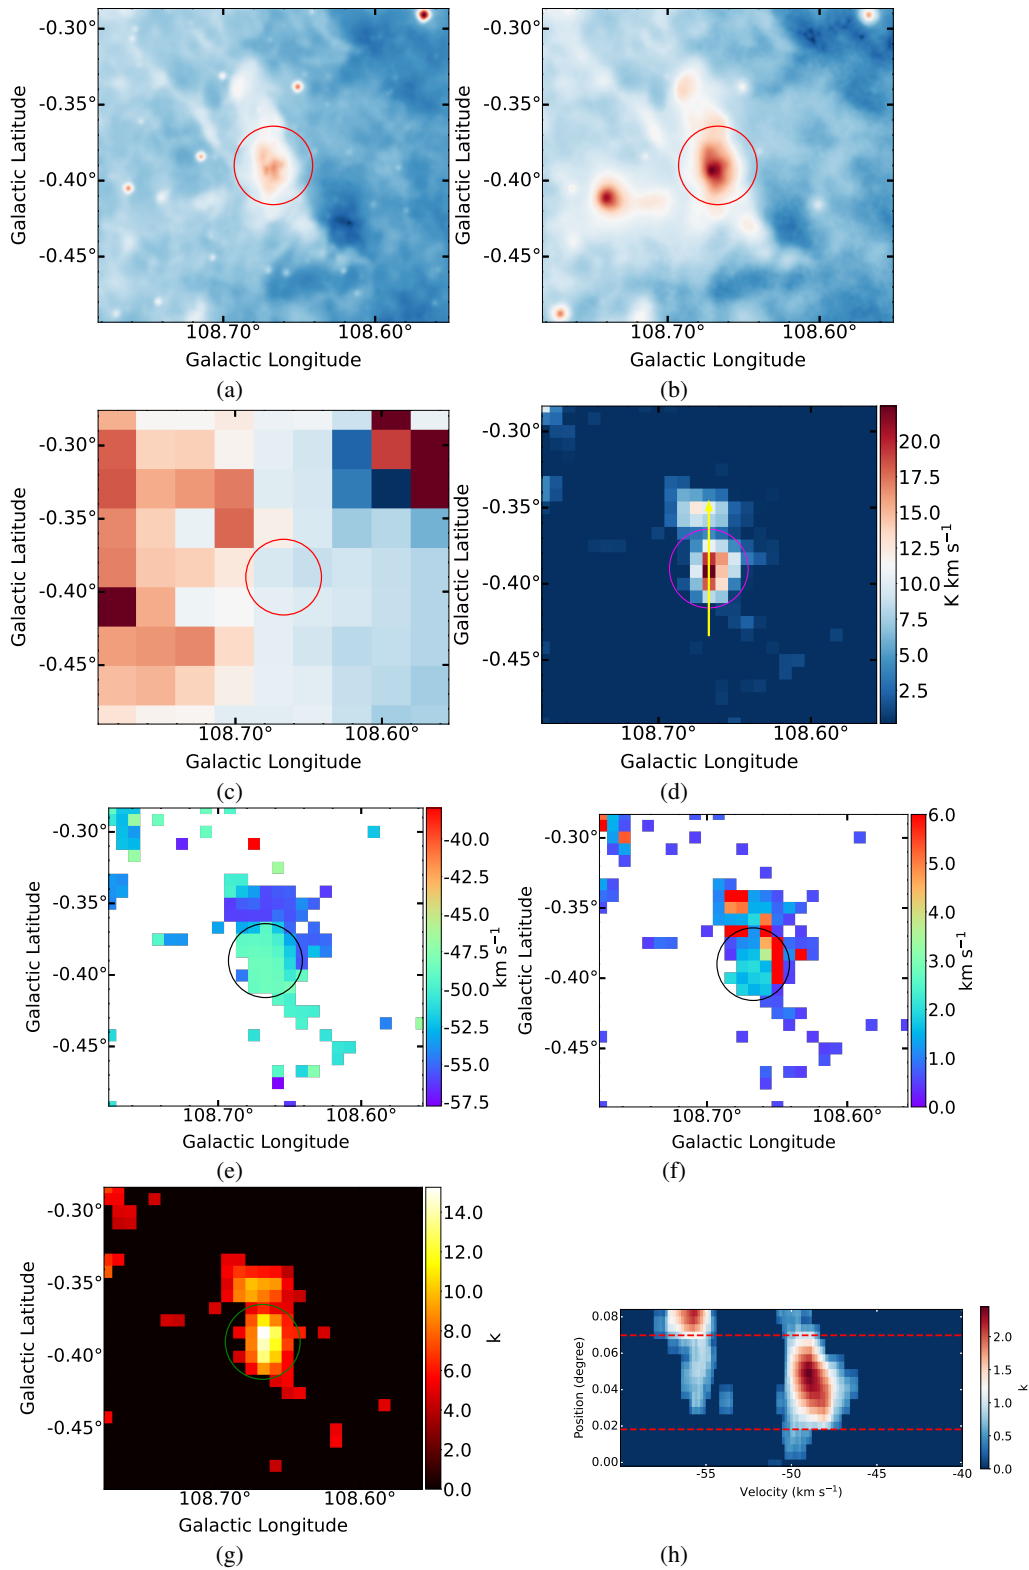 -0.30°
-0.35°
-0.40°
-0.45°
Galactic Latitude
108.70° 108.60°
Galactic Longitude
(a)
-0.30°
-0.35°
-0.40°
-0.45°
Galactic Latitude
108.70° 108.60°
Galactic Longitude
(b)
-0.30°
-0.35°
-0.40°
-0.45°
Galactic Latitude
108.70° 108.60°
Galactic Longitude
(c)
-0.30°
-0.35°
-0.40°
-0.45°
Galactic Latitude
108.70° 108.60°
Galactic Longitude
20.0
17.5
15.0
12.5
10.0
7.5
5.0
2.5
K km s⁻¹
(d)
-0.30°
-0.35°
-0.40°
-0.45°
Galactic Latitude
108.70° 108.60°
Galactic Longitude
-40.0
-42.5
-45.0
-47.5
-50.0
-52.5
-55.0
-57.5
km s⁻¹
(e)
-0.30°
-0.35°
-0.40°
-0.45°
Galactic Latitude
108.70° 108.60°
Galactic Longitude
6.0
5.0
4.0
3.0
2.0
1.0
0.0
km s⁻¹
(f)
-0.30°
-0.35°
-0.40°
-0.45°
Galactic Latitude
108.70° 108.60°
Galactic Longitude
14.0
12.0
10.0
8.0
6.0
4.0
2.0
0.0
k
(g)
0.08
0.06
0.04
0.02
0.00
Position (degree)
-55 -50 -45 -40
Velocity (km s⁻¹)
2.0
1.5
1.0
0.5
0.0
k
(h)